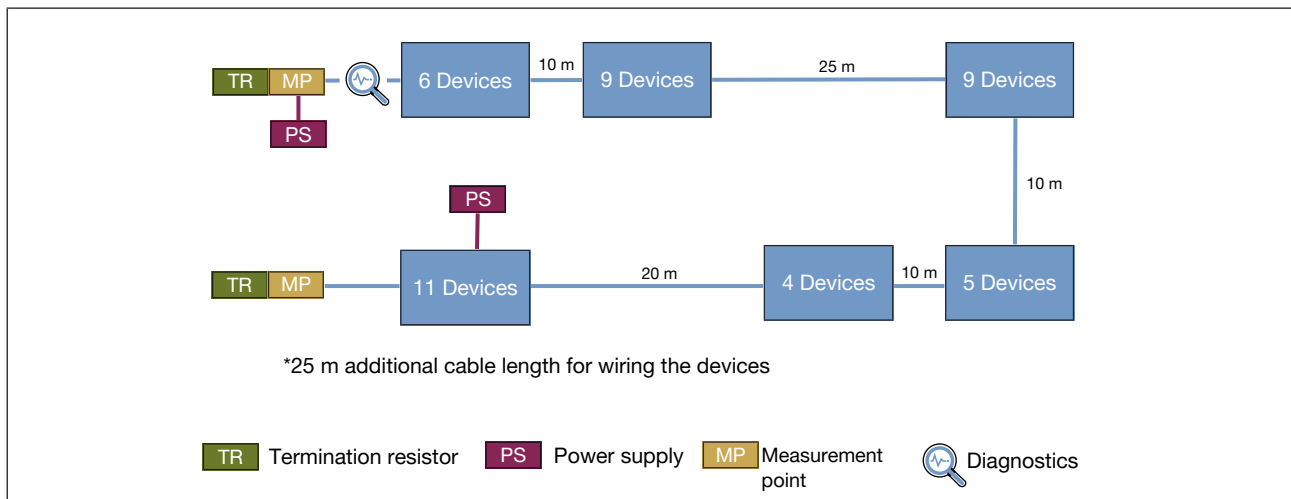 TR MP
6 Devices
10 m
9 Devices
25 m
9 Devices
PS
10 m
PS
TR MP
11 Devices
20 m
4 Devices
10 m
5 Devices
*25 m additional cable length for wiring the devices
TR Termination resistor
PS Power supply
MP Measurement
point
Diagnostics